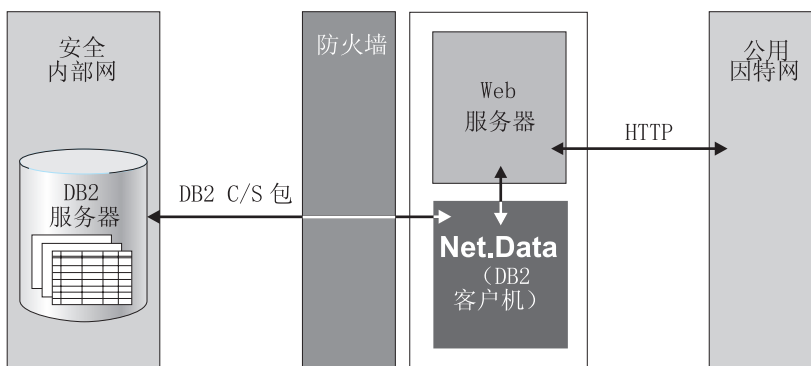 安全
内部网
防火墙
公用
因特网
Web
服务器
HTTP
DB2
服务器
DB2 C/S 包
Net.Data
（DB2
客户机）